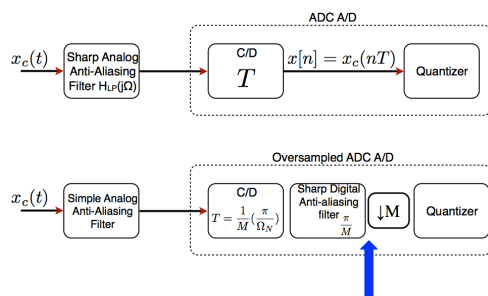 ADC A/D
x_c(t)
Sharp Analog
Anti-Aliasing
Filter H_LP(jΩ)
C/D
T
x[n] = x_c(nT)
Quantizer
Oversampled ADC A/D
x_c(t)
Simple Analog
Anti-Aliasing
Filter
C/D
T = 1/M (π/Ω_N)
Sharp Digital
Anti-aliasing
filter π/M
↓M
Quantizer